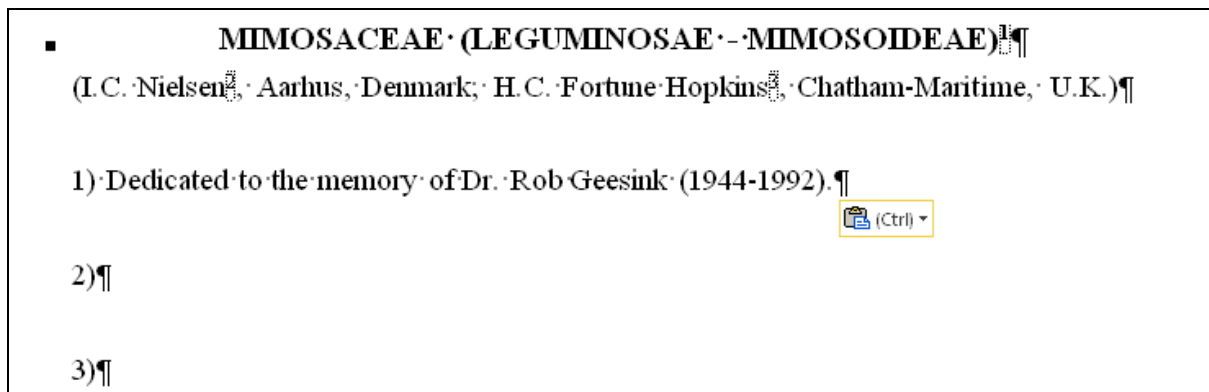 MIMOSACEAE (LEGUMINOSAE - MIMOSOIDEAE)1¶
(I.C. Nielsen2, Aarhus, Denmark; H.C. Fortune Hopkins3, Chatham-Maritime, U.K.)¶
1) Dedicated to the memory of Dr. Rob Geesink (1944-1992).¶
(Ctrl)
2)¶
3)¶